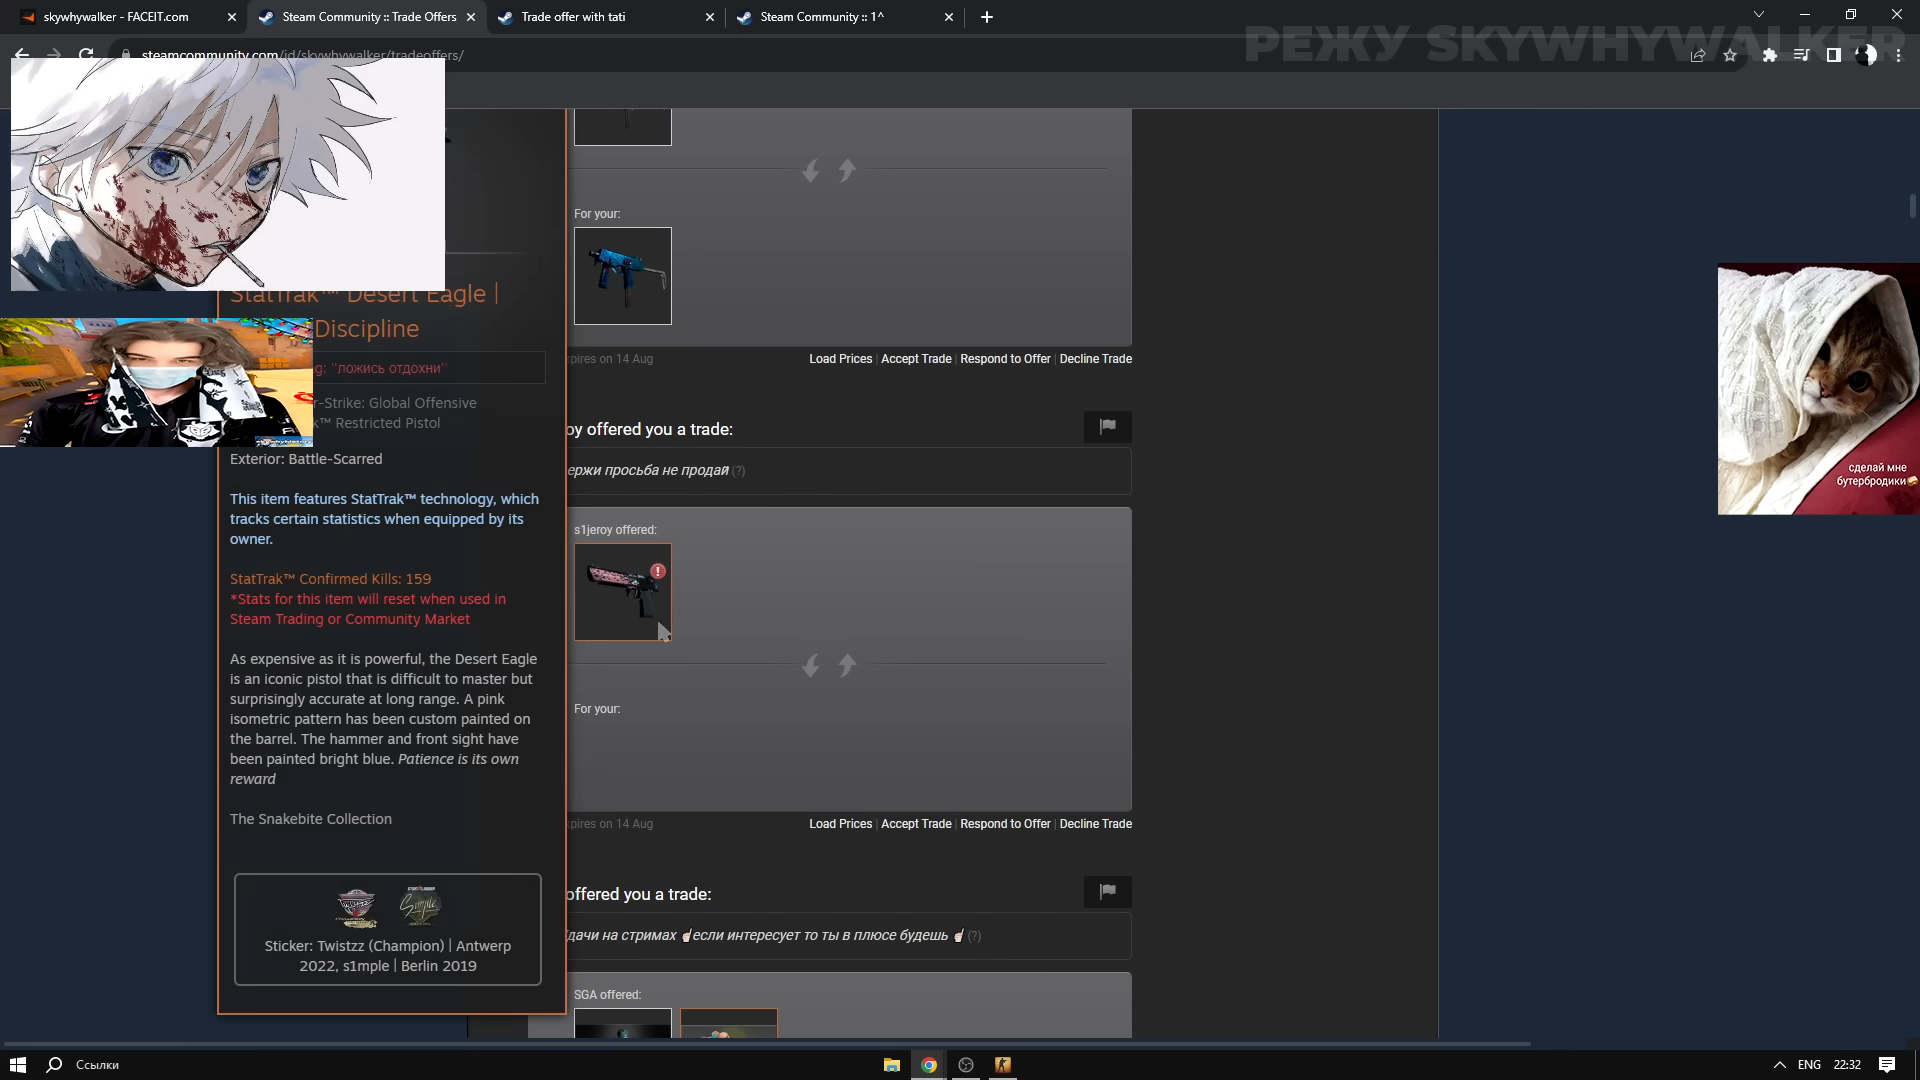 skywhywalker - FACEIT.com
Steam Community :: Trade Offers
Trade offer with tati
Steam Community :: 1^
РЕЖУ SKYWHYWALKER
steamcommunity.com/id/skywhywalker/tradeoffers/
For your:
StatTrak™ Desert Eagle |
Discipline
"ложись отдохни"
r-Strike: Global Offensive
k™ Restricted Pistol
Exterior: Battle-Scarred
This item features StatTrak™ technology, which
tracks certain statistics when equipped by its
owner.
StatTrak™ Confirmed Kills: 159
*Stats for this item will reset when used in
Steam Trading or Community Market
As expensive as it is powerful, the Desert Eagle
is an iconic pistol that is difficult to master but
surprisingly accurate at long range. A pink
isometric pattern has been custom painted on
the barrel. The hammer and front sight have
been painted bright blue. Patience is its own
reward
The Snakebite Collection
Sticker: Twistzz (Champion) | Antwerp
2022, s1mple | Berlin 2019
pires on 14 Aug
Load Prices | Accept Trade | Respond to Offer | Decline Trade
oy offered you a trade:
ержи просьба не продай (?)
s1jeroy offered:
For your:
pires on 14 Aug
Load Prices | Accept Trade | Respond to Offer | Decline Trade
offered you a trade:
дачи на стримах ☝если интересует то ты в плюсе будешь ☝ (?)
SGA offered:
сделай мне
бутербродики
Ссылки
ENG
22:32